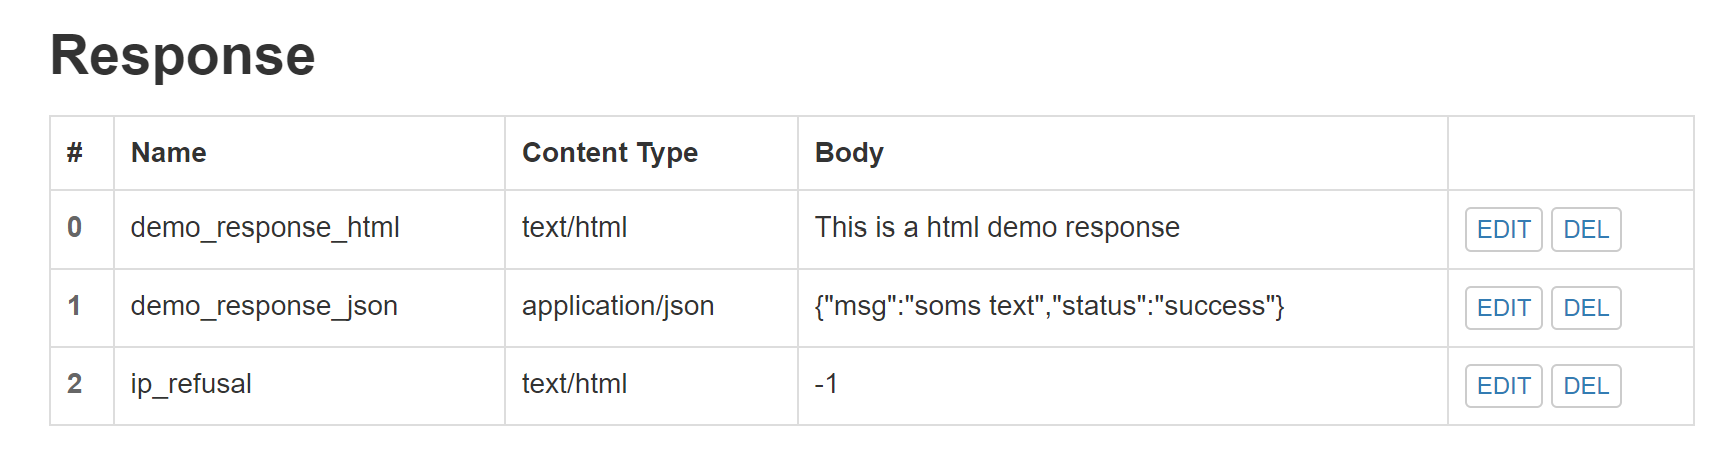 Response
# Name Content Type Body
0 demo_response_html text/html This is a html demo response EDIT DEL
1 demo_response_json application/json {"msg":"soms text","status":"success"} EDIT DEL
2 ip_refusal text/html -1 EDIT DEL